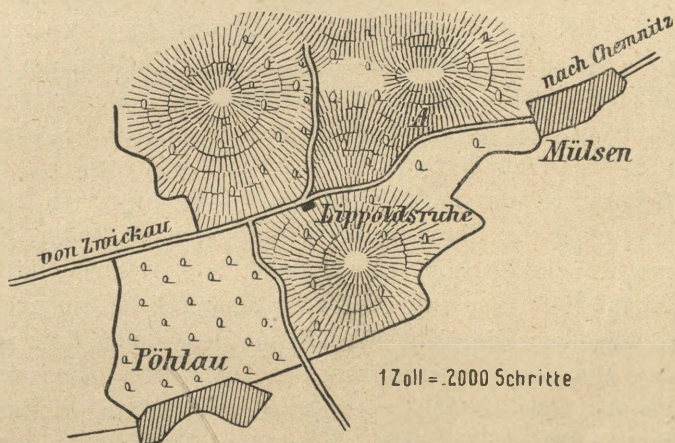 nach Chemnitz
A
Mülsen
Lippoldsruhe
von Zwickau
Pöhlau
1 Zoll = 2000 Schritte